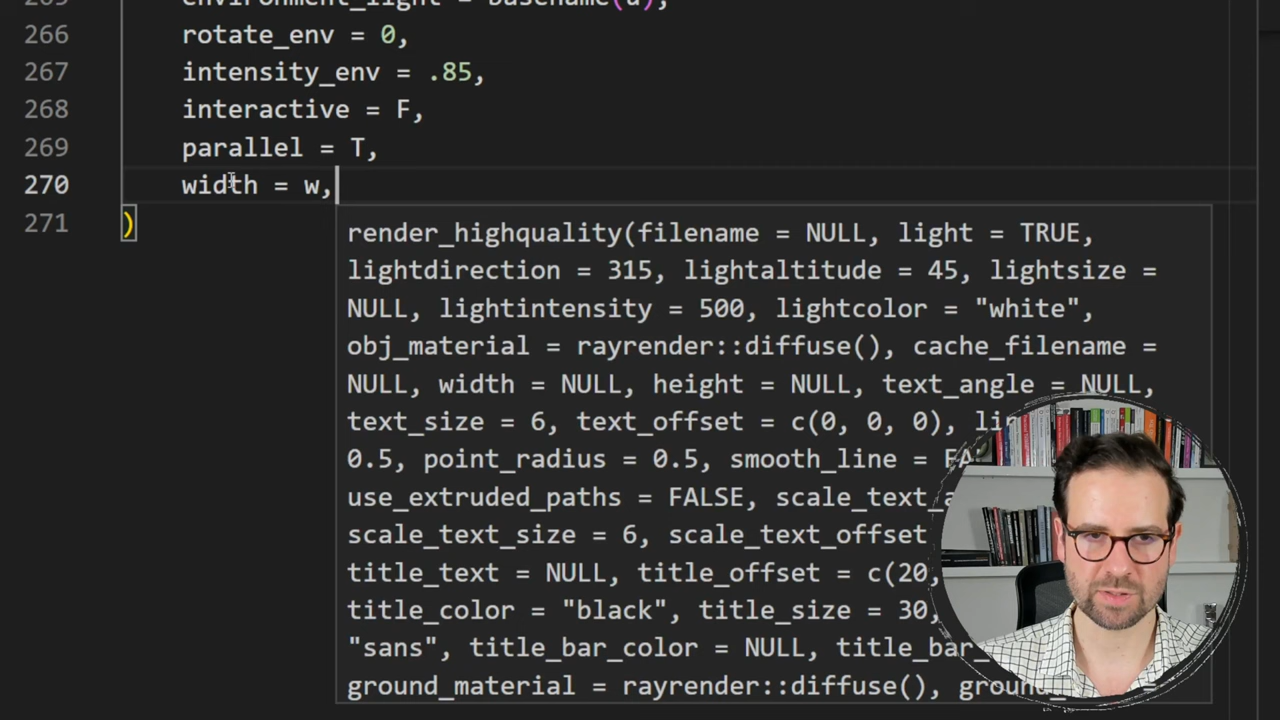 environment_light = basename(u),
266 rotate_env = 0,
267 intensity_env = .85,
268 interactive = F,
269 parallel = T,
270 width = w,
271 )
render_highquality(filename = NULL, light = TRUE,
lightdirection = 315, lightaltitude = 45, lightsize =
NULL, lightintensity = 500, lightcolor = "white",
obj_material = rayrender::diffuse(), cache_filename =
NULL, width = NULL, height = NULL, text_angle = NULL,
text_size = 6, text_offset = c(0, 0, 0),
0.5, point_radius = 0.5, smooth_line =
use_extruded_paths = FALSE,
scale_text_size = 6, scale_text_offset
title_text = NULL, title_offset = c(20,
title_color = "black", title_size = 30,
"sans", title_bar_color = NULL,
ground_material = rayrender::diffuse(),